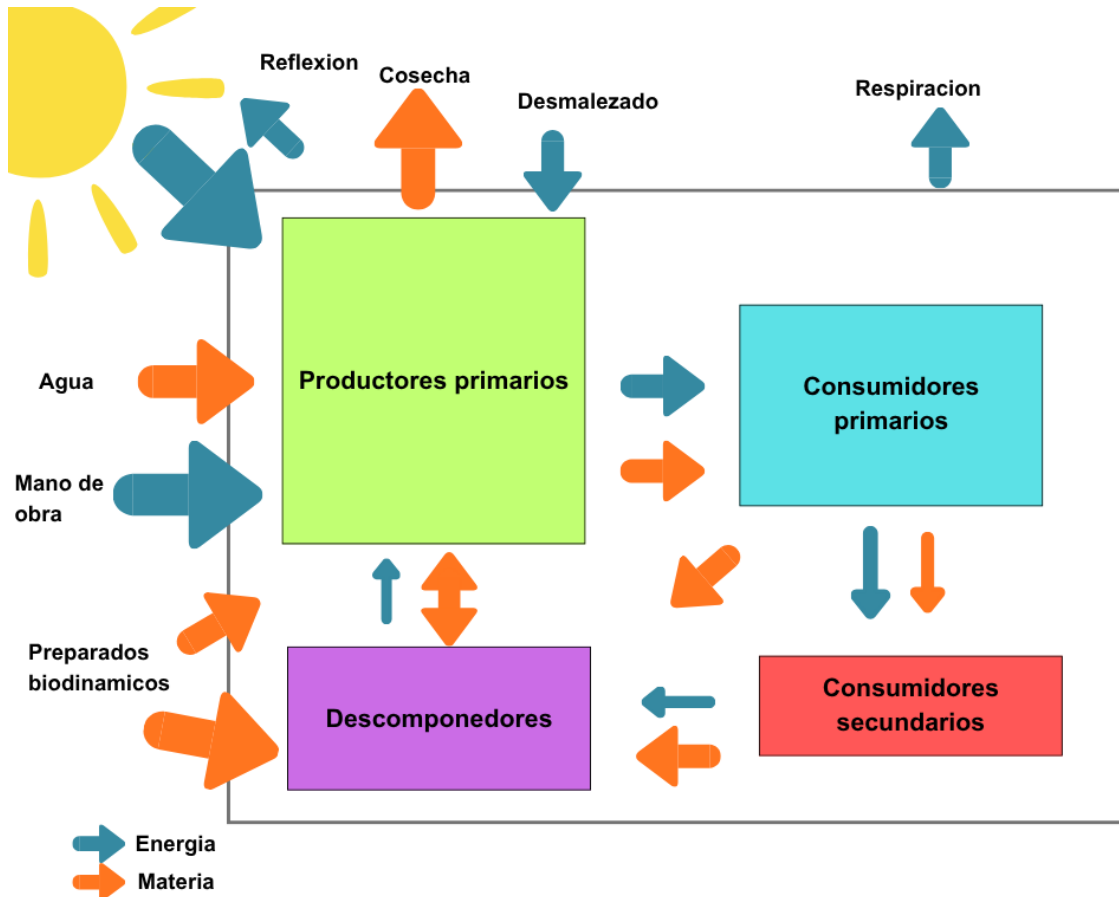 Reflexion
Cosecha
Desmalezado
Respiracion
Agua
Productores primarios
Consumidores
primarios
Mano de
obra
Preparados
biodinamicos
Descomponedores
Consumidores
secundarios
Energia
Materia